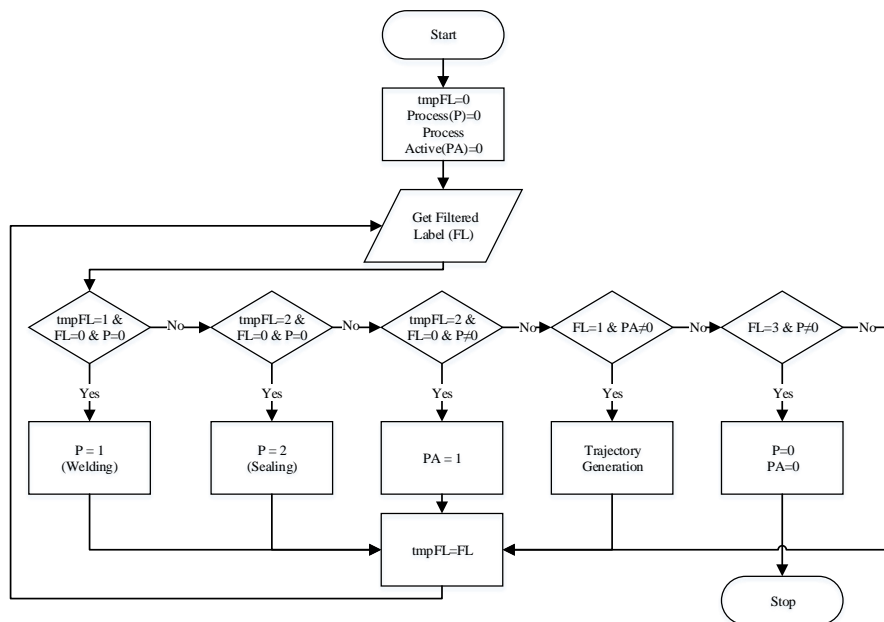 Start
tmpFL=0
Process(P)=0
Process
Active(PA)=0
Get Filtered
Label (FL)
tmpFL=1 &
FL=0 & P=0
No
tmpFL=2 &
FL=0 & P=0
No
tmpFL=2 &
FL=0 & P≠0
No
FL=1 & PA≠0
No
FL=3 & P≠0
No
Yes
Yes
Yes
Yes
Yes
P = 1
(Welding)
P = 2
(Sealing)
PA = 1
Trajectory
Generation
P=0
PA=0
tmpFL=FL
Stop